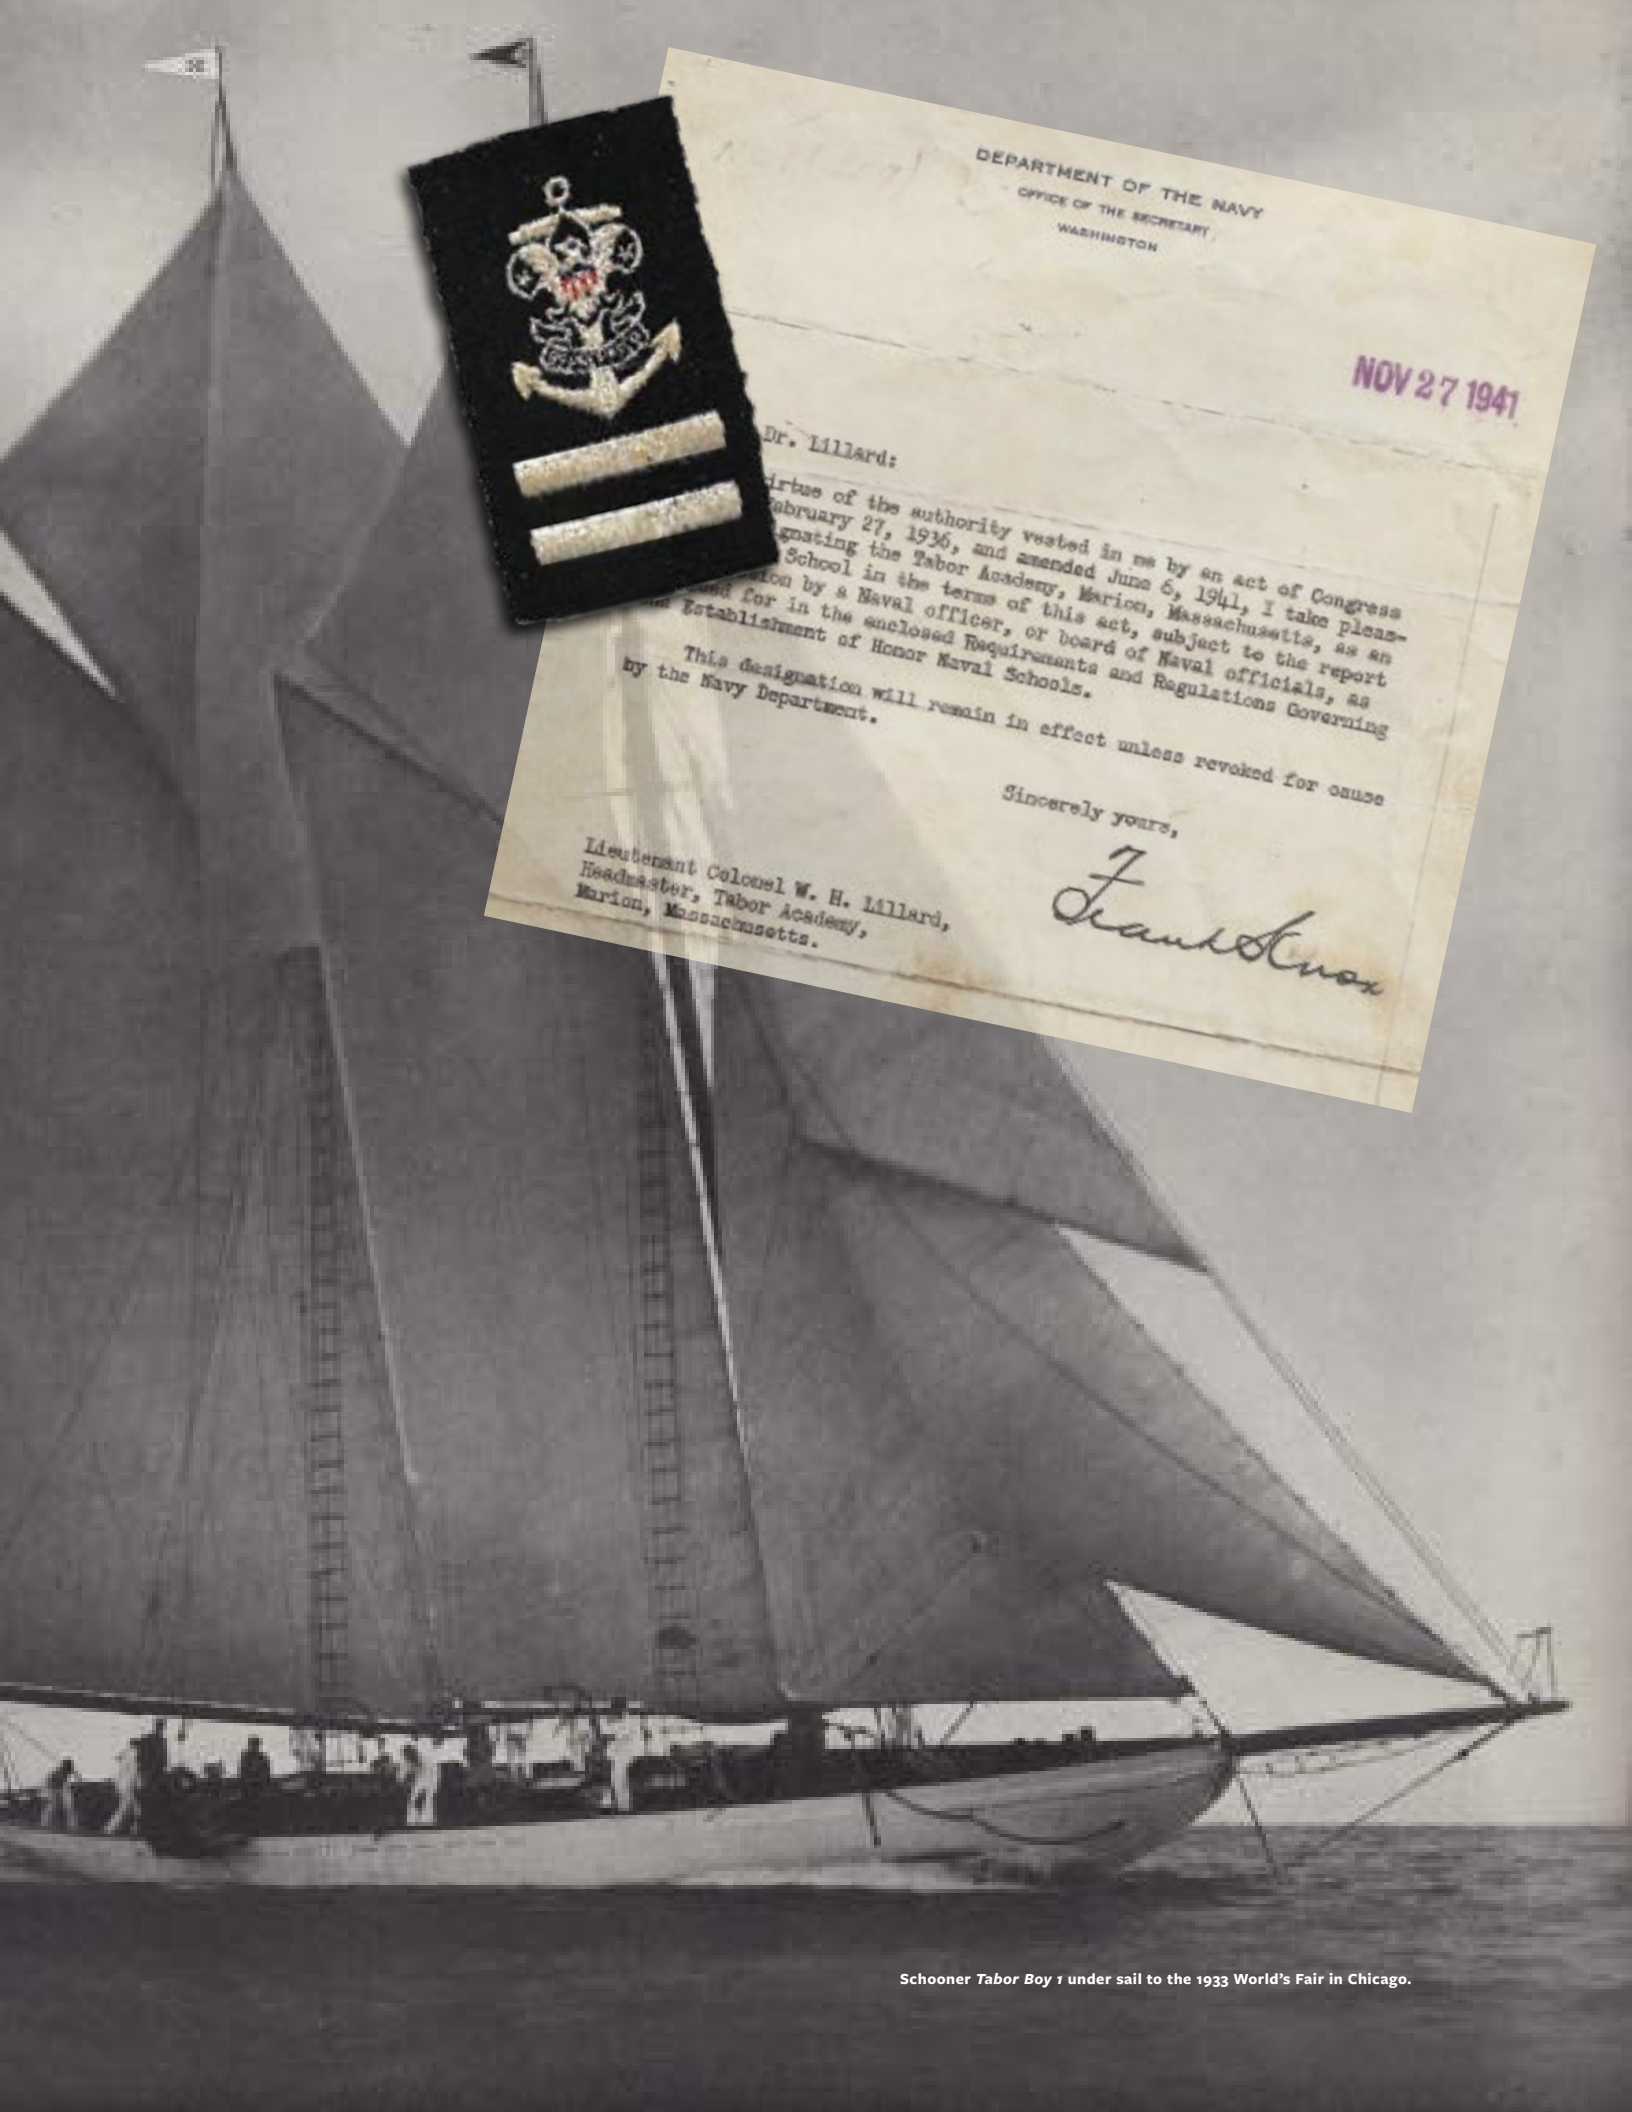 DEPARTMENT OF THE NAVY
OFFICE OF THE SECRETARY
WASHINGTON
NOV 27 1941
Dr. Lillard:
irtue of the authority vested in me by an act of Congress
February 27, 1936, and amended June 6, 1941, I take pleas-
gnating the Tabor Academy, Marion, Massachusetts, as an
School in the terms of this act, subject to the report
ion by a Naval officer, or board of Naval officials, as
ed for in the enclosed Requirements and Regulations Governing
Establishment of Honor Naval Schools.
This designation will remain in effect unless revoked for cause
by the Navy Department.
Sincerely yours,
Frank Knox
Lieutenant Colonel W. H. Lillard,
Headmaster, Tabor Academy,
Marion, Massachusetts.
Schooner Tabor Boy 1 under sail to the 1933 World's Fair in Chicago.